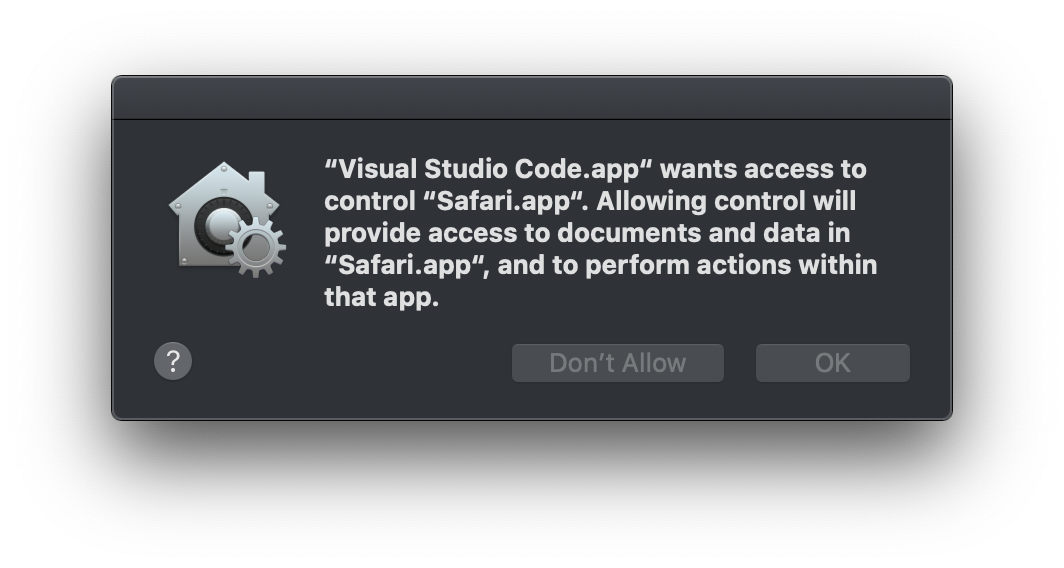 “Visual Studio Code.app“ wants access to
control “Safari.app“. Allowing control will
provide access to documents and data in
“Safari.app“, and to perform actions within
that app.
?
Don’t Allow
OK